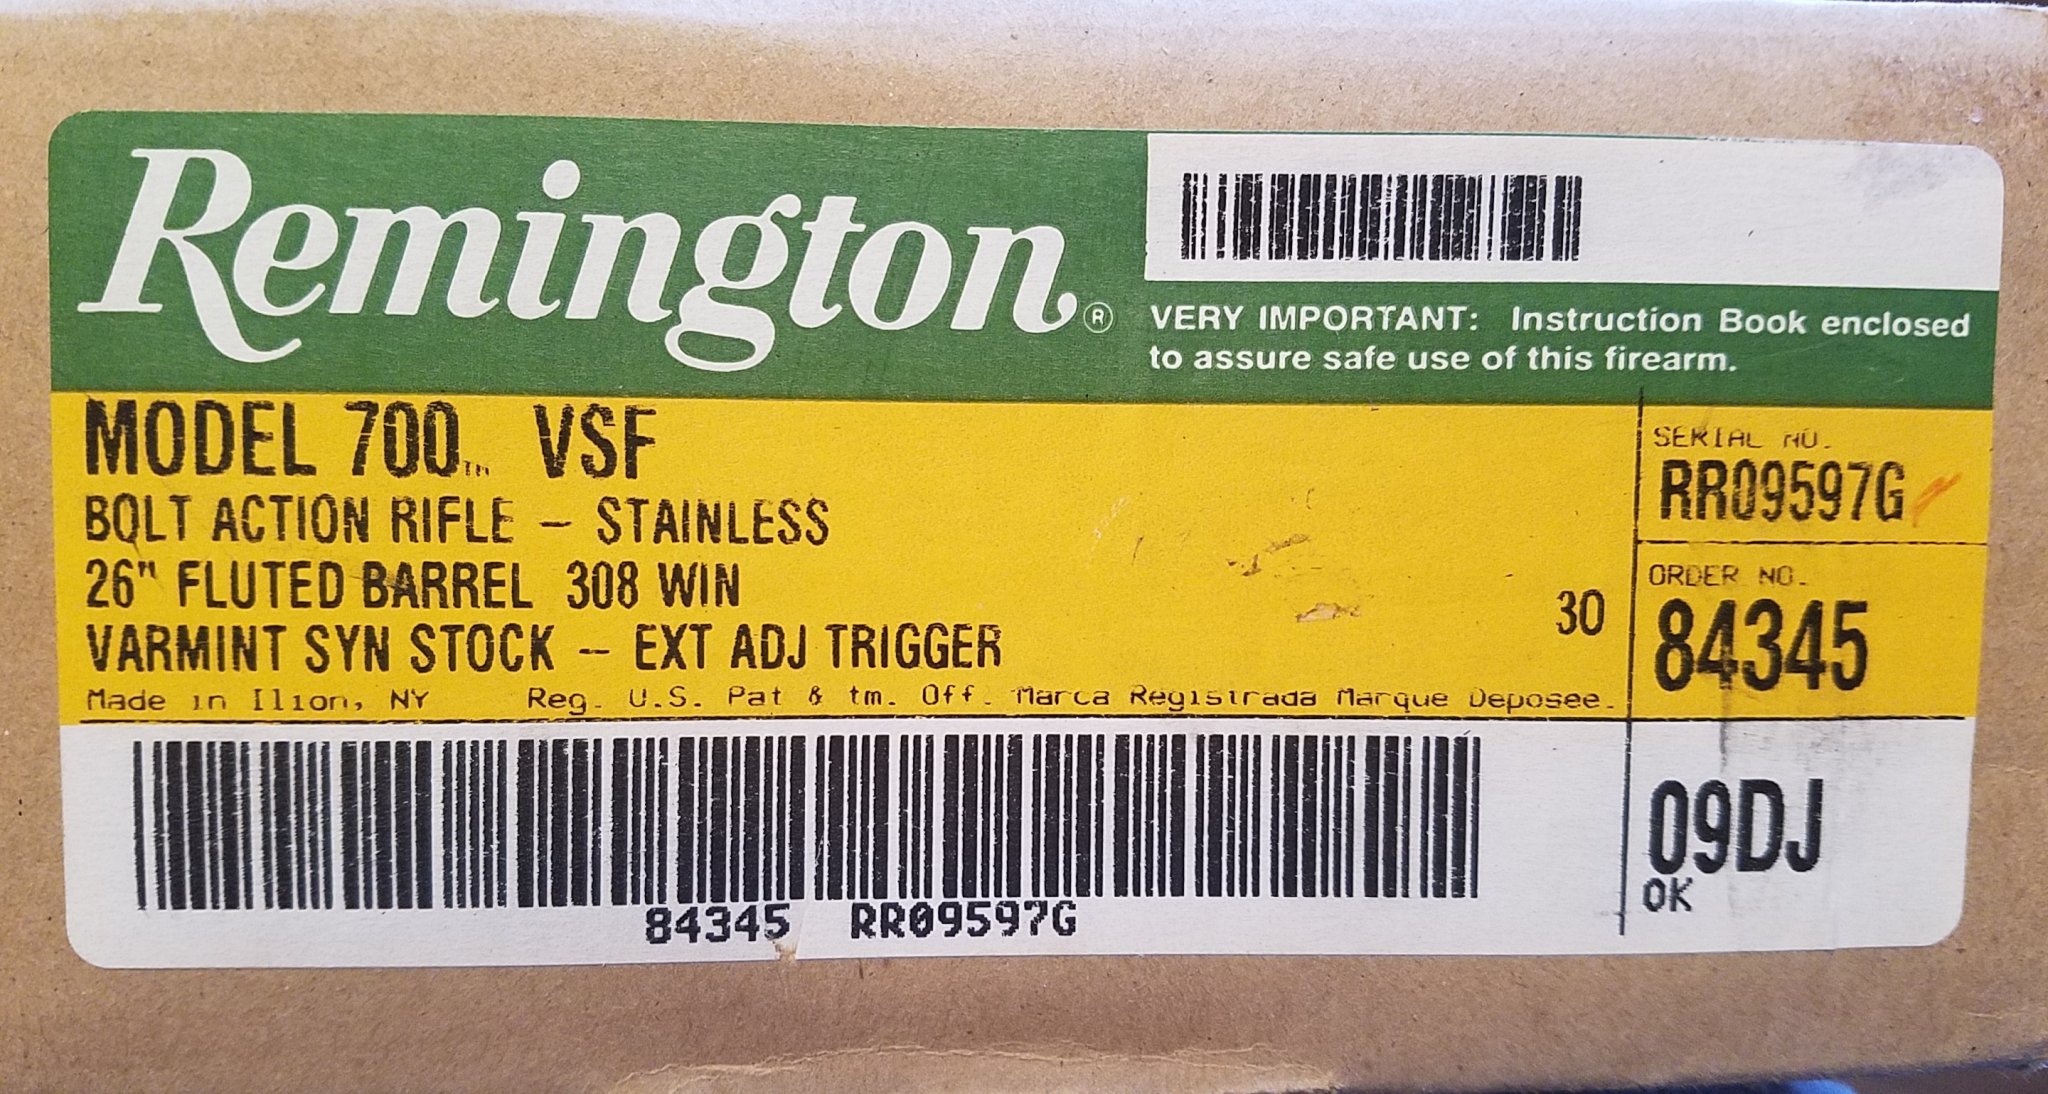 Remington®
VERY IMPORTANT: Instruction Book enclosed
to assure safe use of this firearm.
MODEL 700™ VSF
BOLT ACTION RIFLE – STAINLESS
26" FLUTED BARREL 308 WIN
VARMINT SYN STOCK – EXT ADJ TRIGGER
30
Made in Ilion, NY Reg. U.S. Pat & tm. Off. Marca Registrada Marque Deposee.
SERIAL NO.
RR09597G
ORDER NO.
84345
09DJ
OK
84345 RR09597G